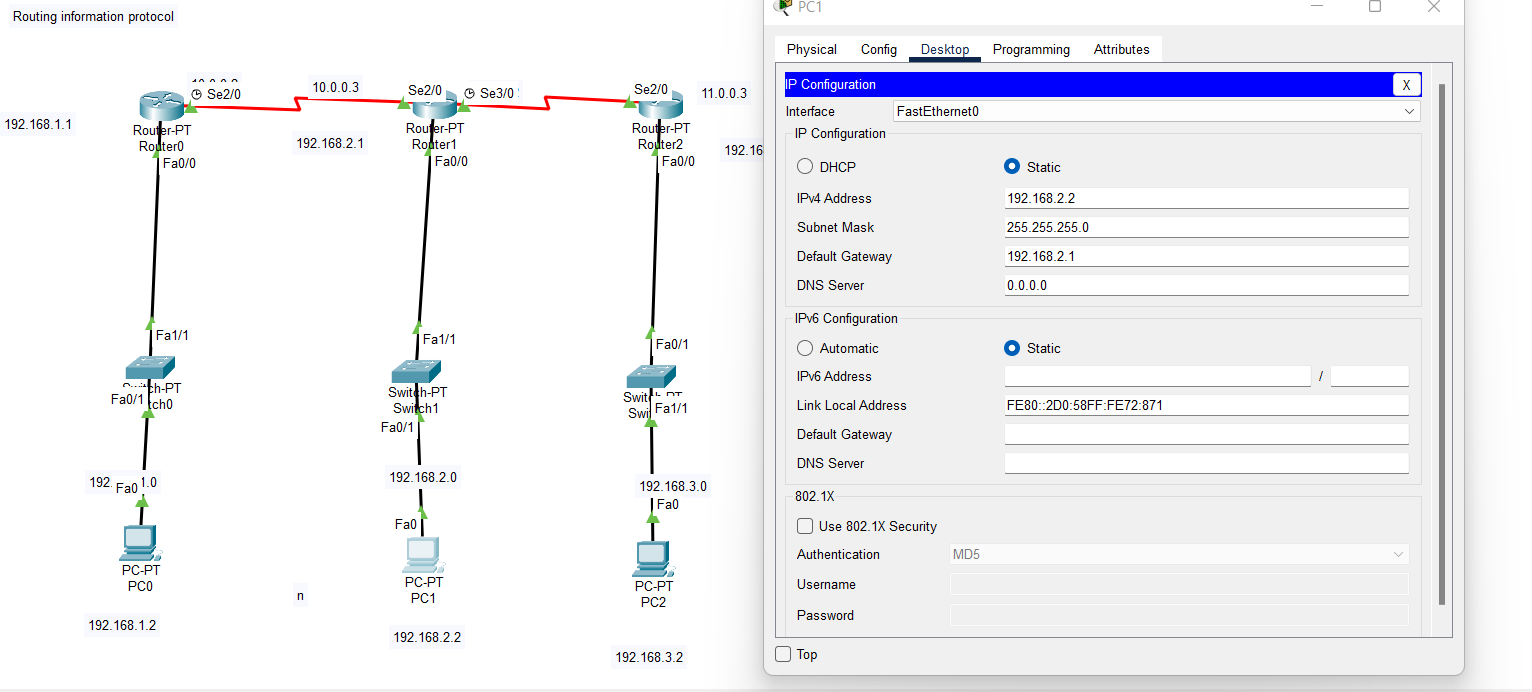 Routing information protocol
PC1
Physical Config Desktop Programming Attributes
IP Configuration X
Interface FastEthernet0
IP Configuration
DHCP Static
IPv4 Address 192.168.2.2
Subnet Mask 255.255.255.0
Default Gateway 192.168.2.1
DNS Server 0.0.0.0
IPv6 Configuration
Automatic Static
IPv6 Address /
Link Local Address FE80::2D0:58FF:FE72:871
Default Gateway
DNS Server
802.1X
Use 802.1X Security
Authentication MD5
Username
Password
Top
Se2/0
10.0.0.3
Se2/0
Se3/0
Se2/0
11.0.0.3
192.168.1.1
Router-PT
Router0
Fa0/0
192.168.2.1
Router-PT
Router1
Fa0/0
Router-PT
Router2
Fa0/0
192.16
Fa1/1
Switch-PT
Fa0/1
Fa1/1
Switch-PT
Switch1
Fa0/1
Fa0/1
Fa1/1
Fa0
192.168.2.0
Fa0
192.168.3.0
Fa0
PC-PT
PC0
192.168.1.2
n
PC-PT
PC1
192.168.2.2
PC-PT
PC2
192.168.3.2